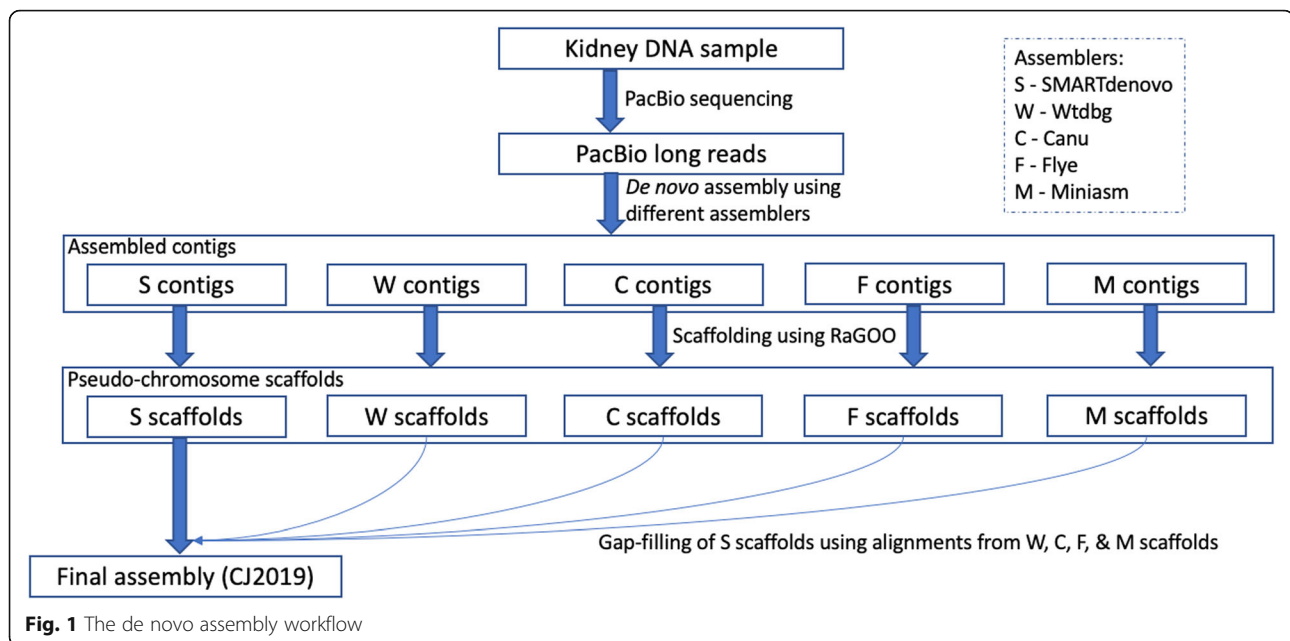 Kidney DNA sample
PacBio sequencing
PacBio long reads
De novo assembly using
different assemblers
Assemblers:
S - SMARTdenovo
W - Wtdbg
C - Canu
F - Flye
M - Miniasm
Assembled contigs
S contigs
W contigs
C contigs
F contigs
M contigs
Scaffolding using RaGOO
Pseudo-chromosome scaffolds
S scaffolds
W scaffolds
C scaffolds
F scaffolds
M scaffolds
Gap-filling of S scaffolds using alignments from W, C, F, & M scaffolds
Final assembly (CJ2019)
Fig. 1 The de novo assembly workflow